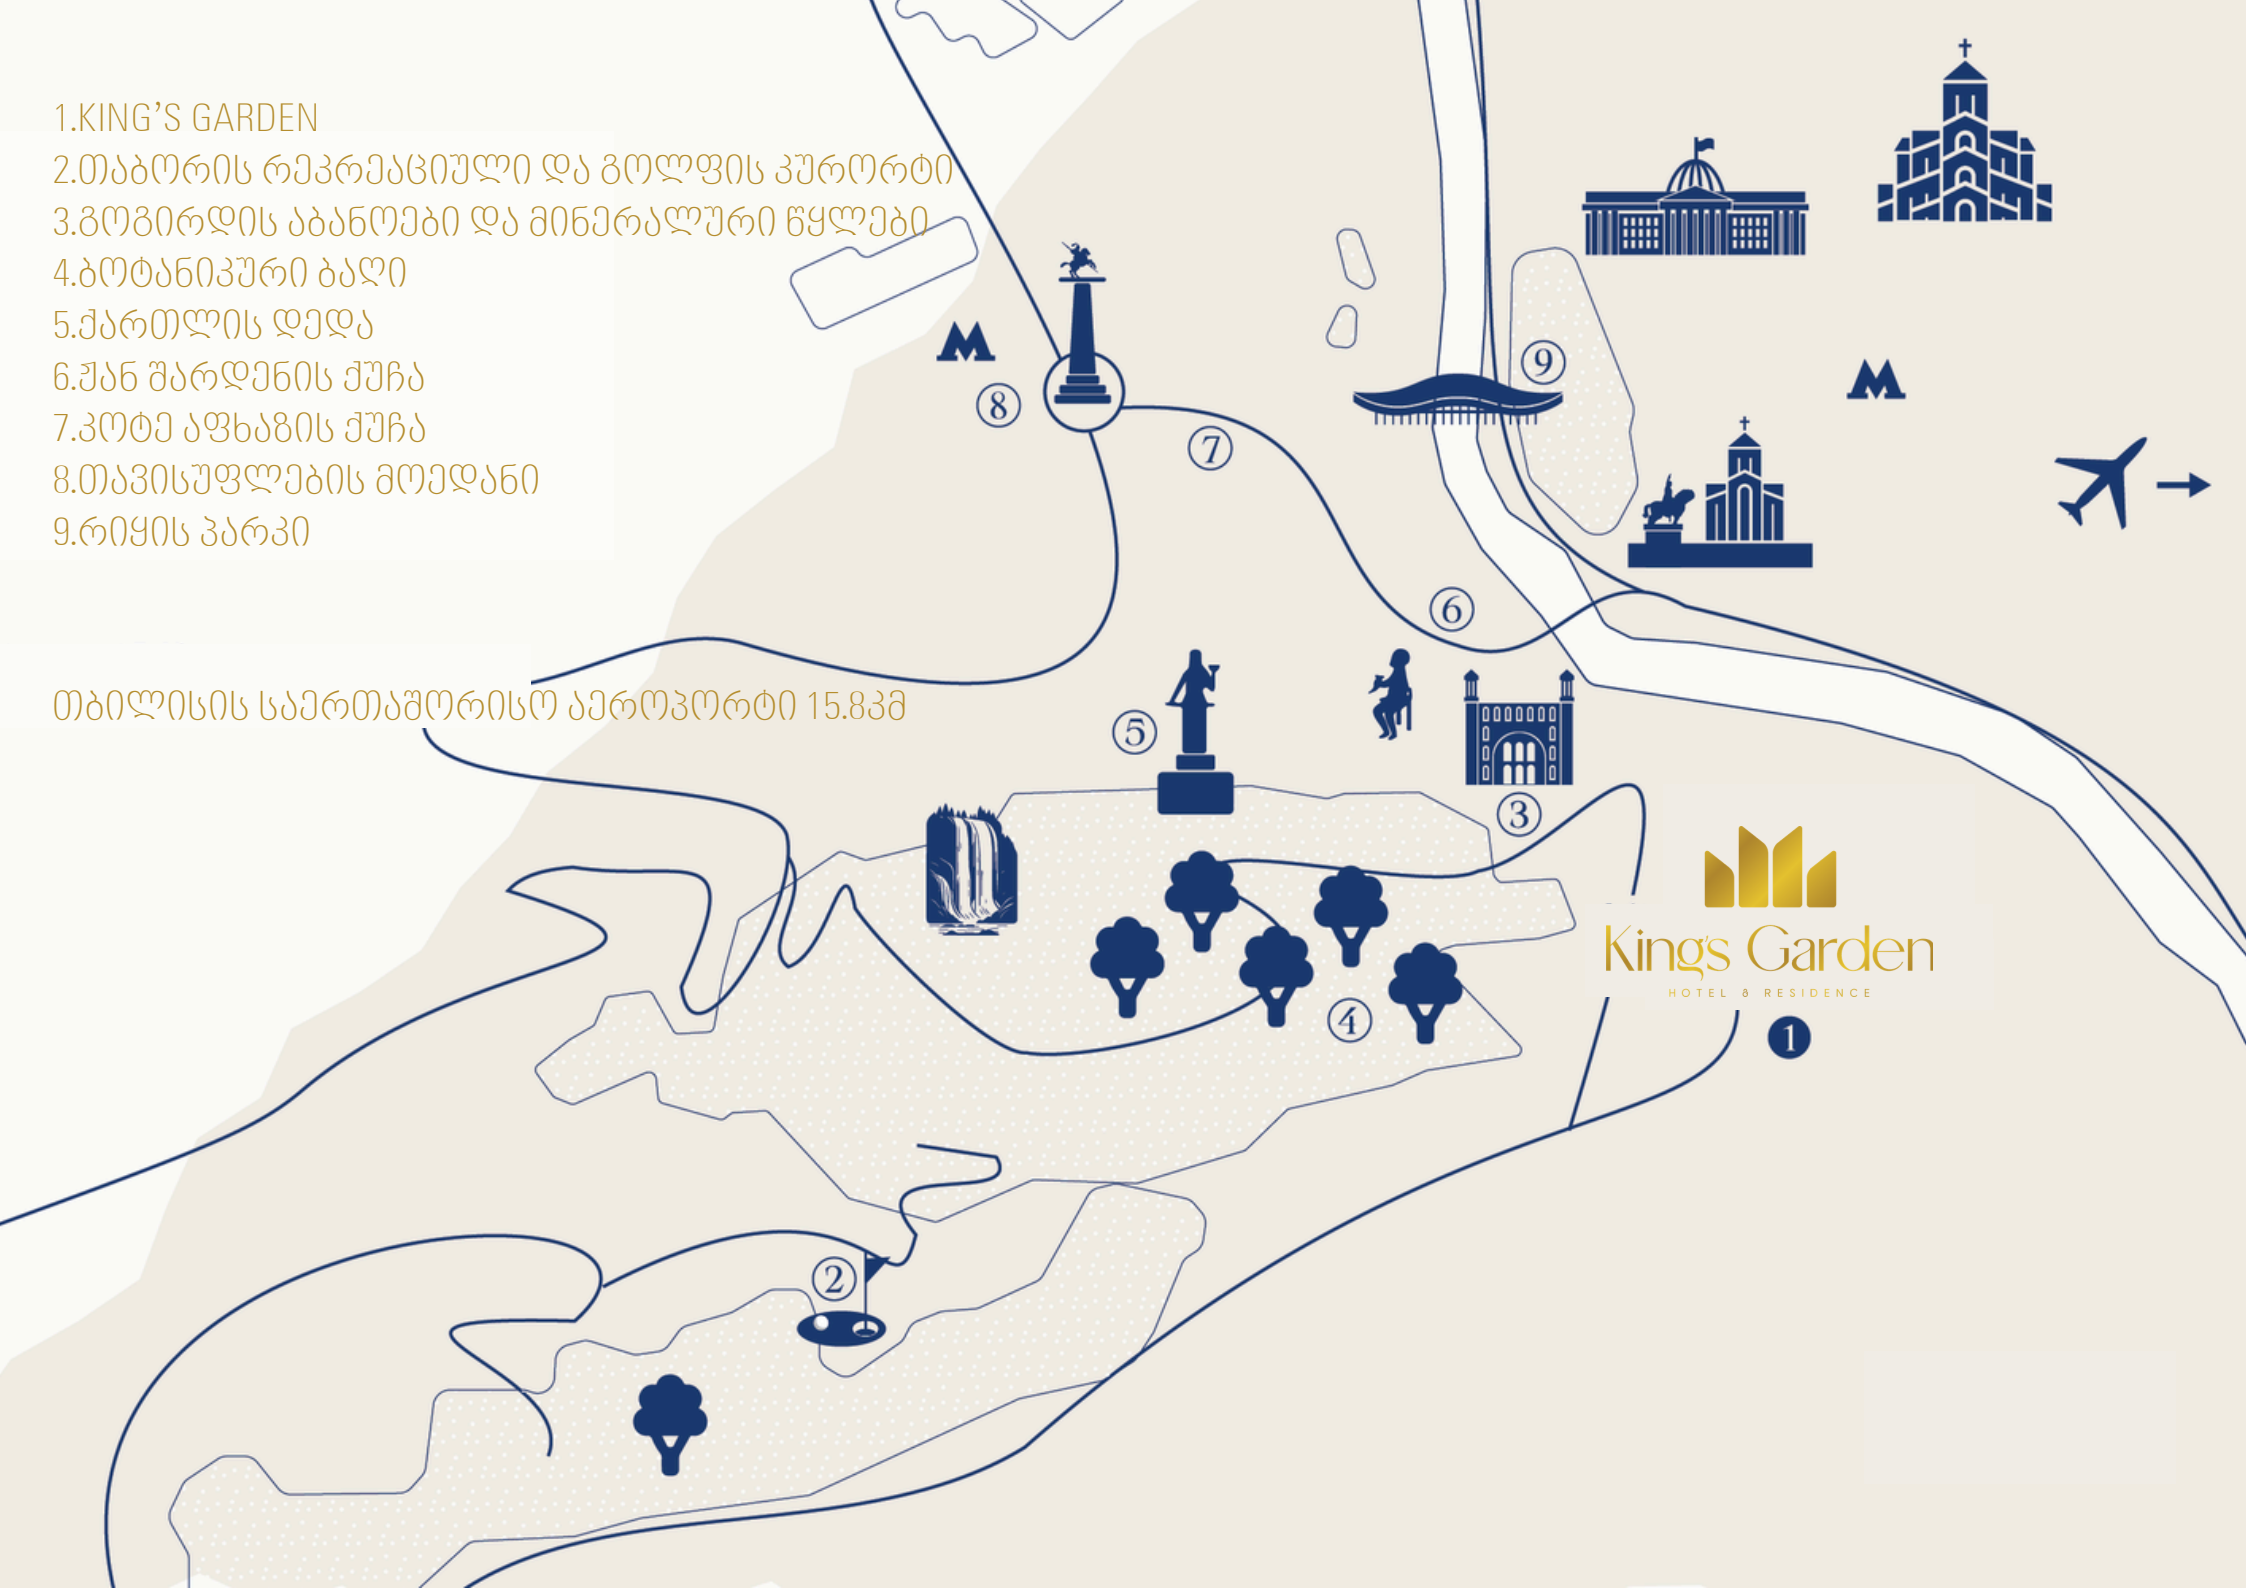 1.KING'S GARDEN
2.თაბორის რეკრეაციული და გოლფის კურორტი
3.გოგირდის აბანოები და მინერალური წყლები
4.ბოტანიკური ბაღი
5.ქართლის დედა
6.ჟან შარდენის ქუჩა
7.კოტე აფხაზის ქუჩა
8.თავისუფლების მოედანი
9.რიყის პარკი
თბილისის საერთაშორისო აეროპორტი 15.8კმ
M
8
7
9
M
6
5
3
King's Garden
HOTEL & RESIDENCE
4
1
2